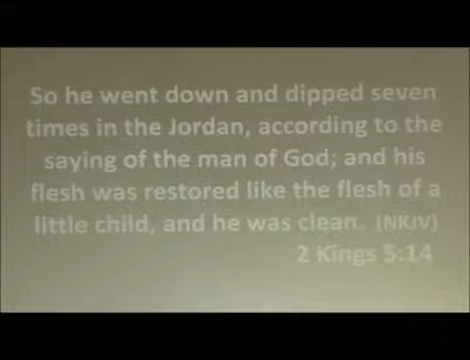 So he went down and dipped seven
times in the Jordan, according to the
saying of the man of God; and his
flesh was restored like the flesh of a
little child, and he was clean. (NKJV)
2 Kings 5:14